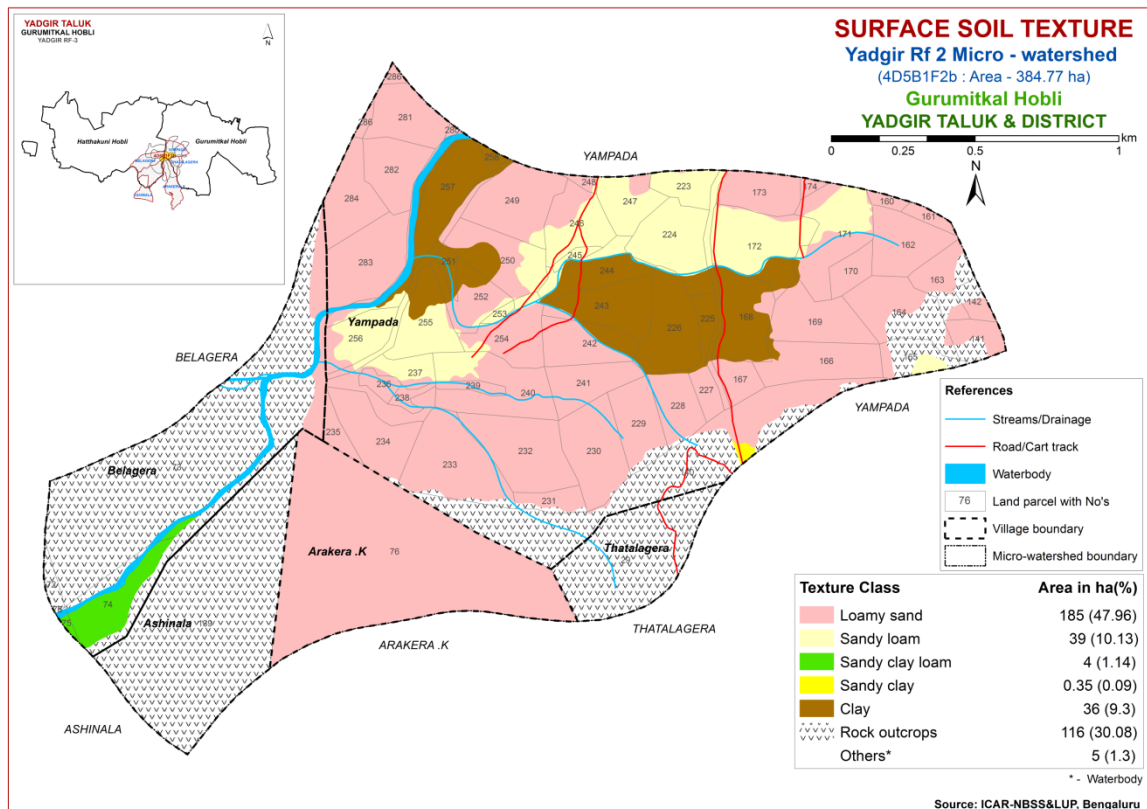 YADGIR TALUK
GURUMITKAL HOBLI
YADGIR RF-3
N
Hatthakuni Hobli
Gurumitkal Hobli
SURFACE SOIL TEXTURE
Yadgir Rf 2 Micro - watershed
(4D5B1F2b : Area - 384.77 ha)
Gurumitkal Hobli
YADGIR TALUK & DISTRICT
0 0.25 0.5 1 km
N
YAMPADA
286
281
286
280
282
258
257
249
284
248
247
223
173
174
160
161
246
224
172
171
162
283
251
250
245
244
170
163
252
243
142
253
164
Yampada
255
226
225
168
169
256
254
242
141
BELAGERA
237
165
166
236
239
240
241
167
238
227
228
YAMPADA
235
234
229
233
232
230
Belagera
73
40
231
Arakera .K
76
Thatalagera
29
74
Ashinala
139
75
ARAKERA .K
THATALAGERA
ASHINALA
References
Streams/Drainage
Road/Cart track
Waterbody
76 Land parcel with No's
Village boundary
Micro-watershed boundary
Texture Class Area in ha(%)
Loamy sand 185 (47.96)
Sandy loam 39 (10.13)
Sandy clay loam 4 (1.14)
Sandy clay 0.35 (0.09)
Clay 36 (9.3)
Rock outcrops 116 (30.08)
Others* 5 (1.3)
* - Waterbody
Source: ICAR-NBSS&LUP, Bengaluru